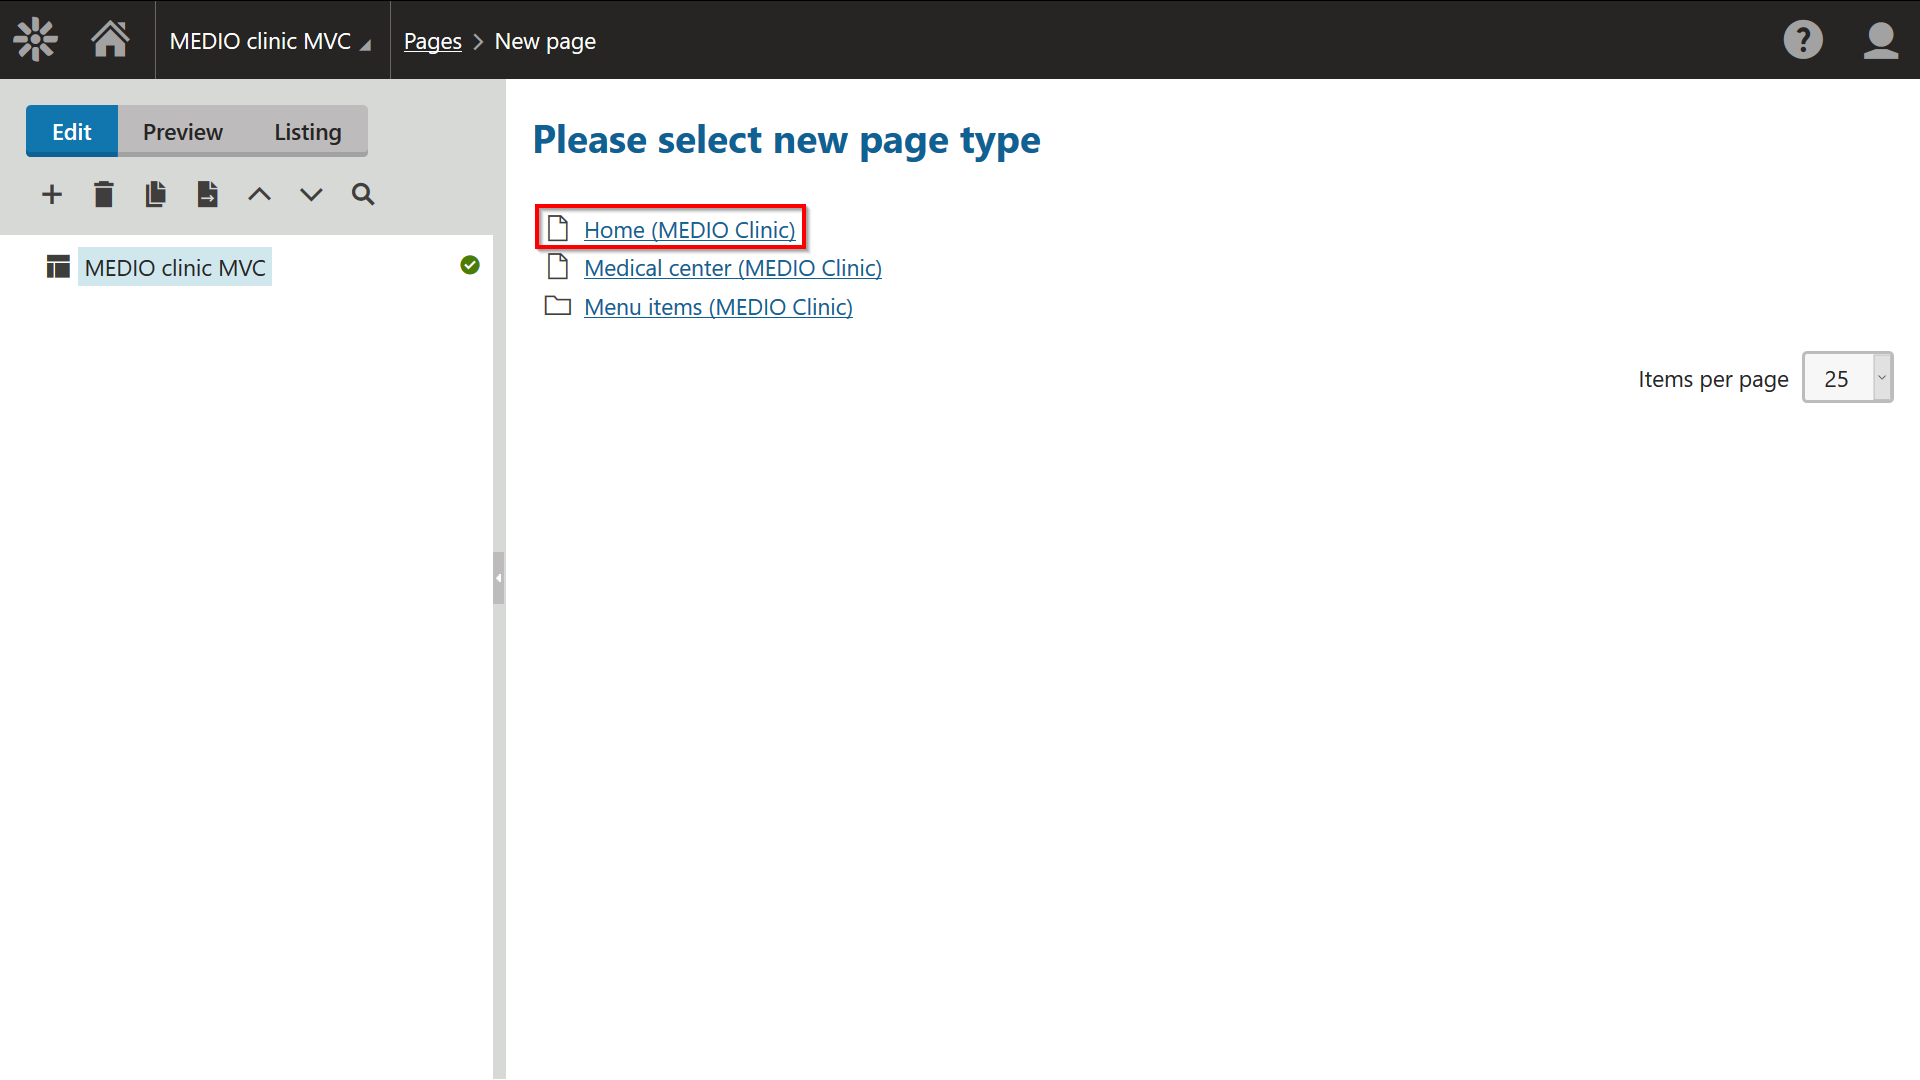 MEDIO clinic MVC
Pages > New page
?
Edit
Preview
Listing
MEDIO clinic MVC
Please select new page type
Home (MEDIO Clinic)
Medical center (MEDIO Clinic)
Menu items (MEDIO Clinic)
Items per page
25